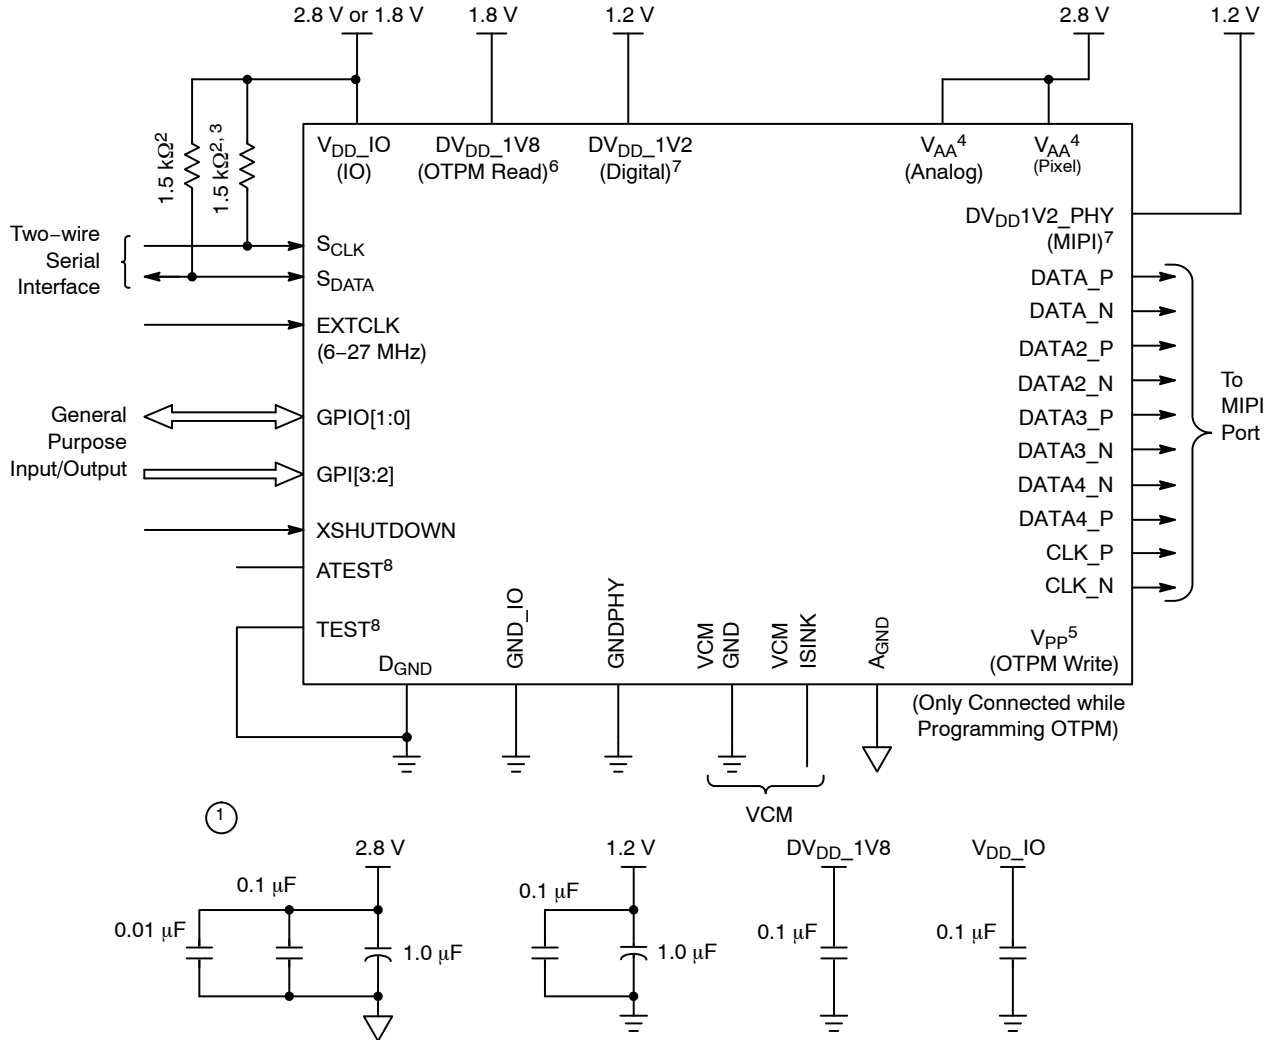 2.8 V or 1.8 V
1.8 V
1.2 V
2.8 V
1.2 V
1.5 kΩ2
1.5 kΩ2, 3
VDD_IO
(IO)
DVDD_1V8
(OTPM Read)6
DVDD_1V2
(Digital)7
VAA4
(Analog)
VAA4
(Pixel)
DVDD1V2_PHY
(MIPI)7
Two−wire
Serial
Interface
SCLK
SDATA
EXTCLK
(6−27 MHz)
General
Purpose
Input/Output
GPIO[1:0]
GPI[3:2]
XSHUTDOWN
ATEST8
TEST8
DATA_P
DATA_N
DATA2_P
DATA2_N
DATA3_P
DATA3_N
DATA4_N
DATA4_P
CLK_P
CLK_N
To
MIPI
Port
DGND
GND_IO
GNDPHY
VCM
GND
VCM
ISINK
AGND
VPP5
(OTPM Write)
(Only Connected while
Programming OTPM)
VCM
1
2.8 V
0.1 μF
0.01 μF
1.0 μF
1.2 V
0.1 μF
1.0 μF
DVDD_1V8
0.1 μF
VDD_IO
0.1 μF